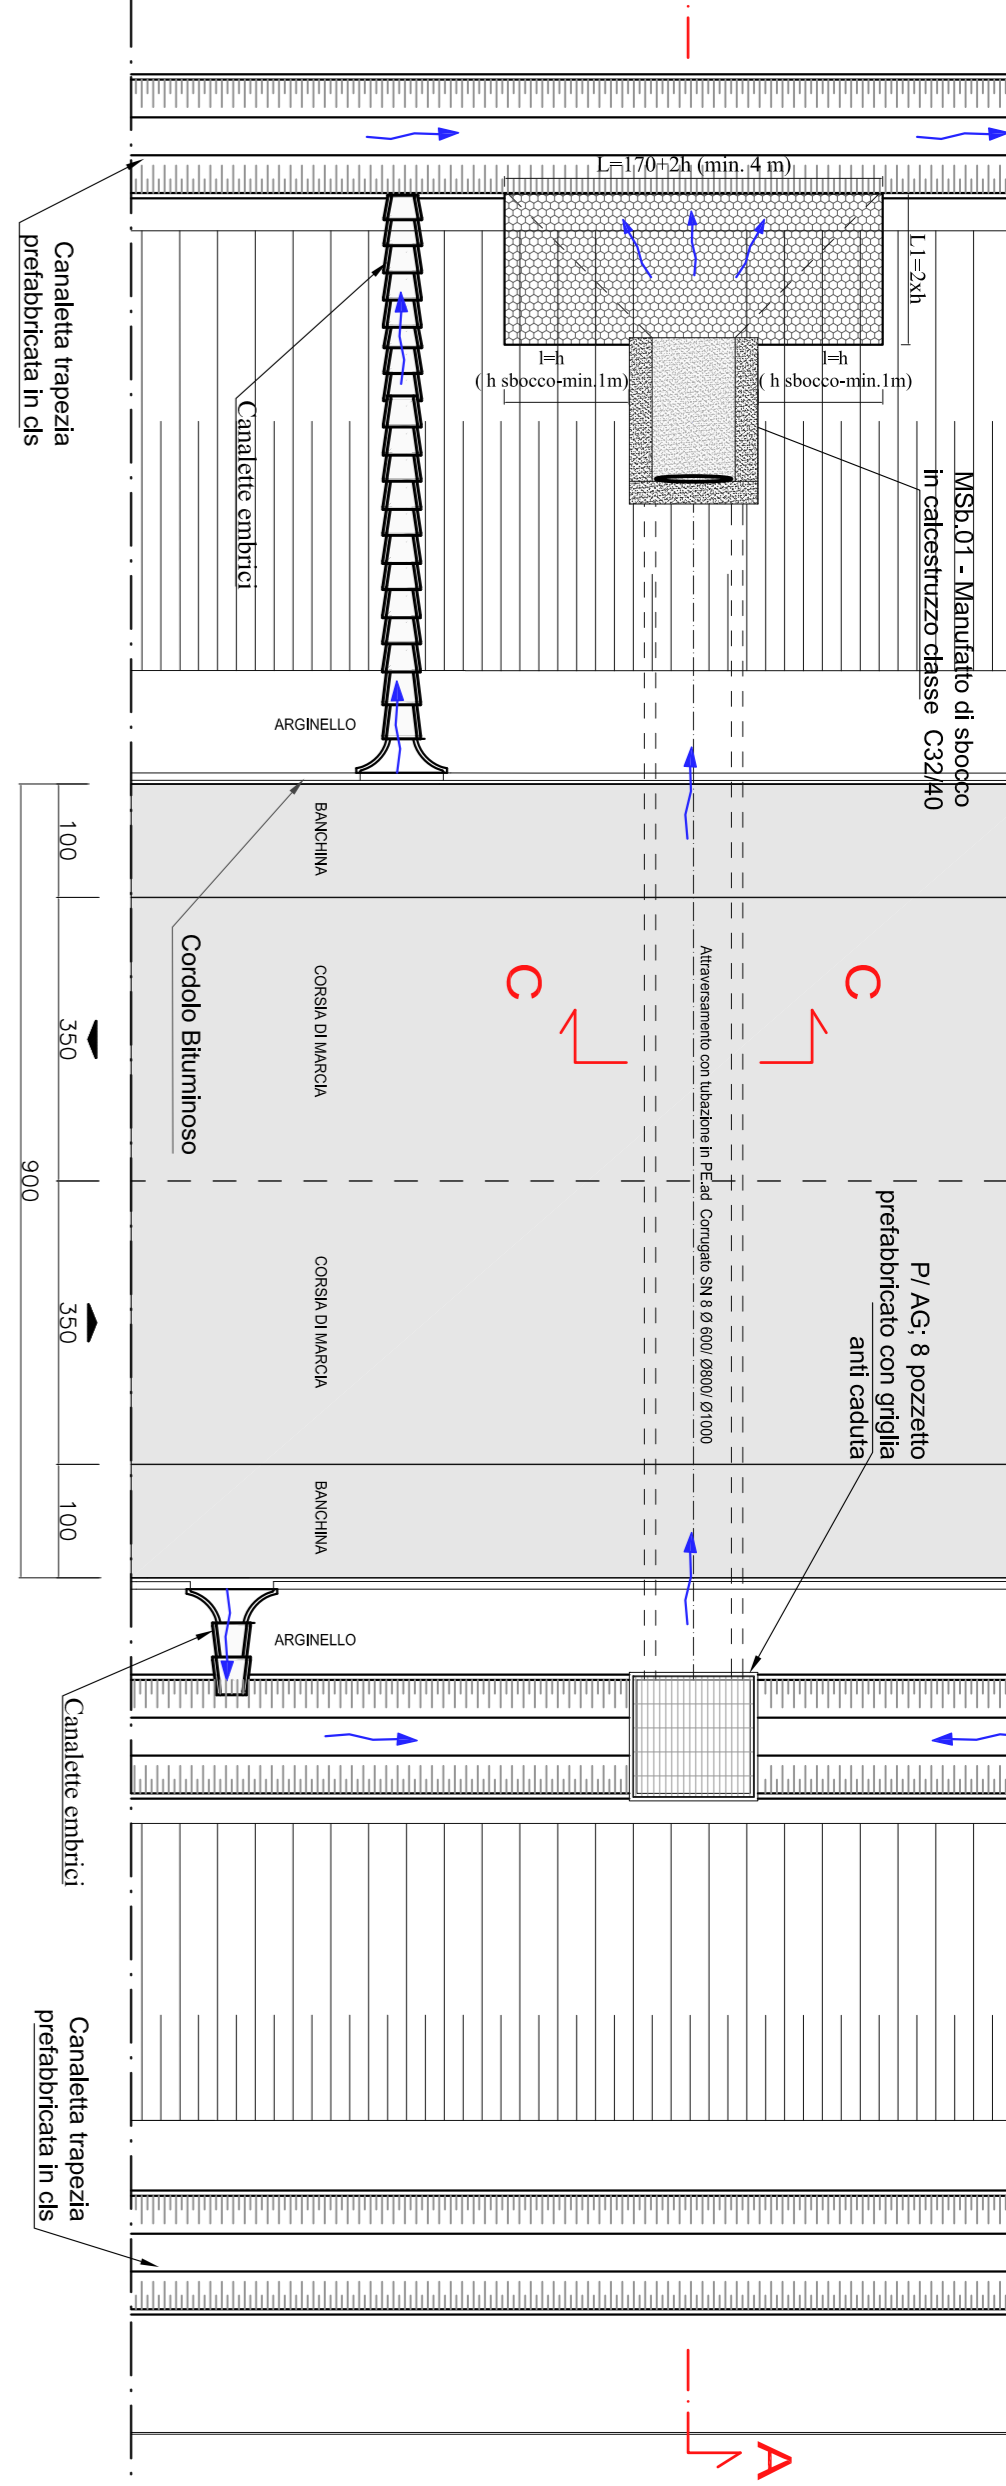 L=170+2h (min. 4 m)
L1=2xh
l=h
( h sbocco-min.1m)
l=h
( h sbocco-min.1m)
Canaletta trapezia
prefabbricata in cls
Canalette embrici
MSb.01 - Manufatto di sbocco
in calcestruzzo classe C32/40
ARGINELLO
BANCHINA
100
Cordolo Bituminoso
CORSIA DI MARCIA
350
C
C
Attraversamento con tubazione in PE.ad Corrugato SN 8 Ø 600/ Ø800/ Ø1000
900
CORSIA DI MARCIA
350
P/ AG; 8 pozzetto
prefabbricato con griglia
anti caduta
BANCHINA
100
ARGINELLO
Canalette embrici
Canaletta trapezia
prefabbricata in cls
A